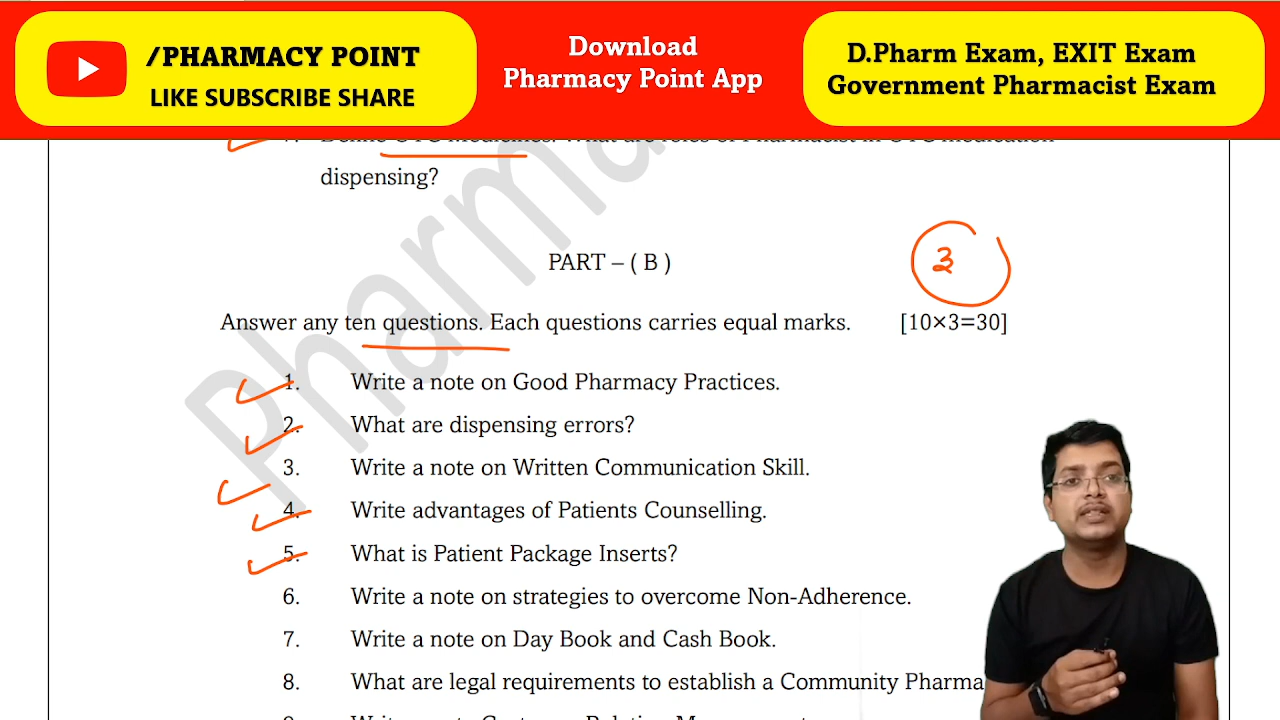 /PHARMACY POINT
LIKE SUBSCRIBE SHARE
Download
Pharmacy Point App
D.Pharm Exam, EXIT Exam
Government Pharmacist Exam
dispensing?
PART – ( B )
3
Answer any ten questions. Each questions carries equal marks. [10×3=30]
1. Write a note on Good Pharmacy Practices.
2. What are dispensing errors?
3. Write a note on Written Communication Skill.
4. Write advantages of Patients Counselling.
5. What is Patient Package Inserts?
6. Write a note on strategies to overcome Non-Adherence.
7. Write a note on Day Book and Cash Book.
8. What are legal requirements to establish a Community Pharma
Pharma